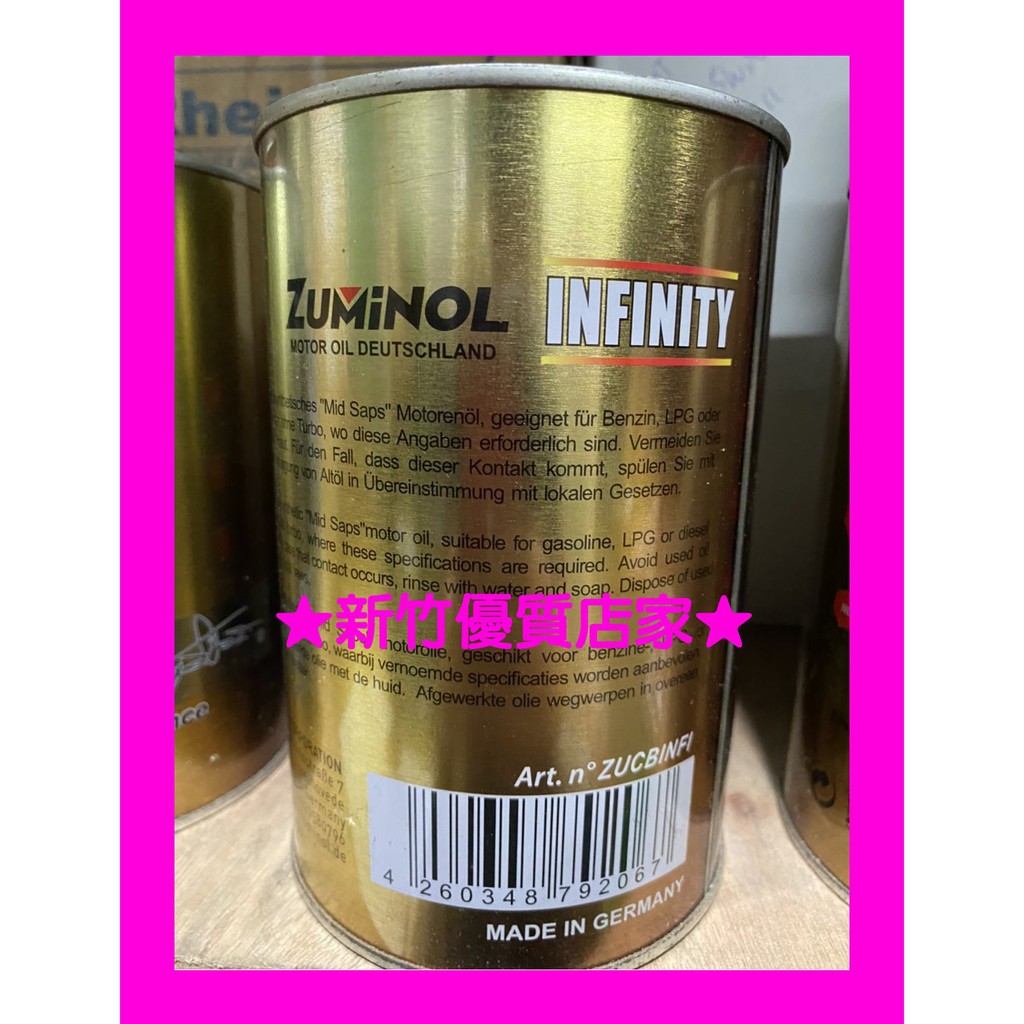 ZUMiNOL
MOTOR OIL DEUTSCHLAND
INFINITY
"Mid Saps" Motorenöl, geeignet für Benzin, LPG oder
Turbo, wo diese Angaben erforderlich sind. Vermeiden Sie
Für den Fall, dass dieser Kontakt kommt, spülen Sie mit
von Altöl in Übereinstimmung mit lokalen Gesetzen.
"Mid Saps"motor oil, suitable for gasoline, LPG or diesel
where these specifications are required. Avoid used oil
that contact occurs, rinse with water and soap. Dispose of used
★新竹優質店家★
motorolie, geschikt voor benzine-,
waarbij vernoemde specificaties worden aanbevolen
olie met de huid. Afgewerkte olie wegwerpen in overeen
Art. n° ZUCBINFI
4 260348 792067
MADE IN GERMANY